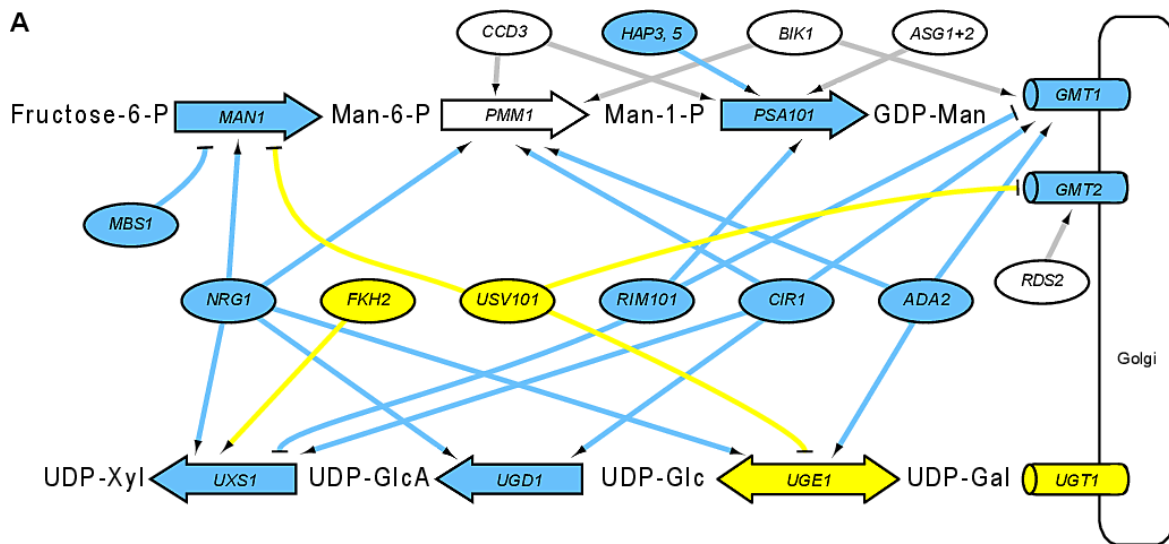 A
CCD3 HAP3, 5 BIK1 ASG1+2
GMT1
Fructose-6-P MAN1 Man-6-P PMM1 Man-1-P PSA101 GDP-Man
GMT2
MBS1
RDS2
NRG1 FKH2 USV101 RIM101 CIR1 ADA2
Golgi
UDP-Xyl UXS1 UDP-GlcA UGD1 UDP-Glc UGE1 UDP-Gal UGT1